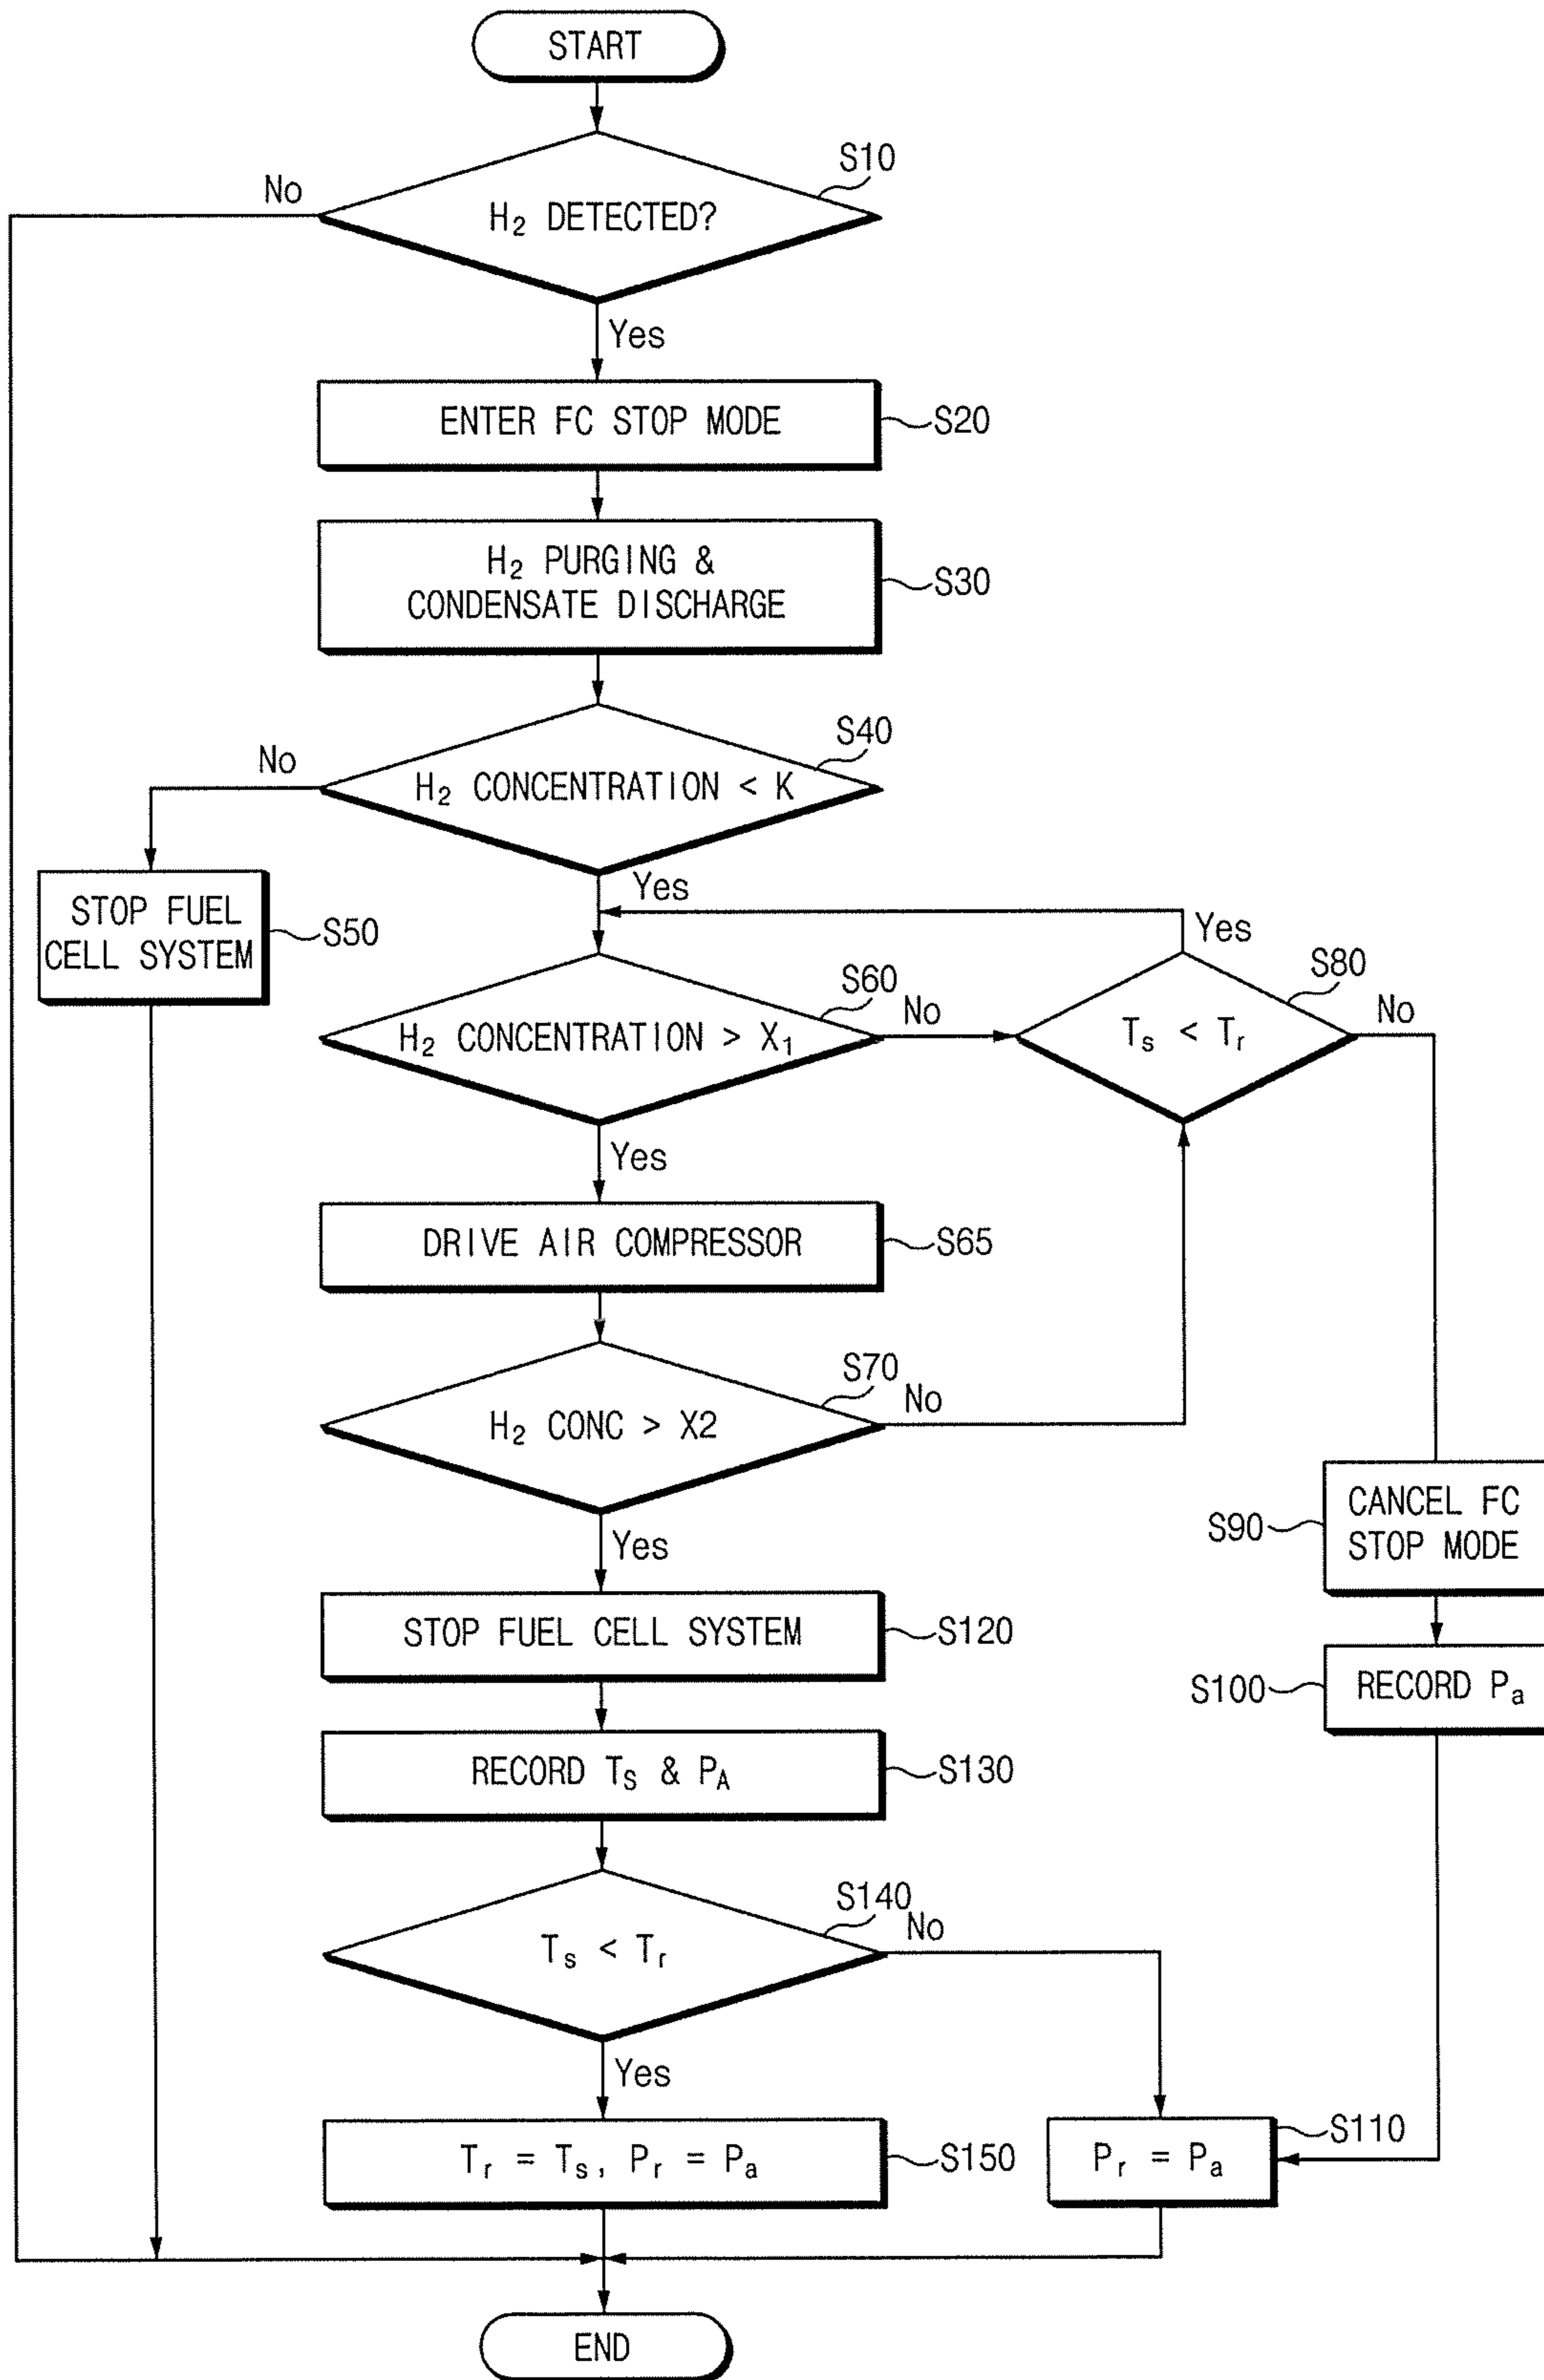 START
S10
No
H₂ DETECTED?
Yes
ENTER FC STOP MODE
S20
H₂ PURGING &
CONDENSATE DISCHARGE
S30
S40
No
H₂ CONCENTRATION < K
Yes
STOP FUEL
CELL SYSTEM
S50
Yes
S60
S80
No
No
H₂ CONCENTRATION > X₁
Tₛ < Tᵣ
Yes
DRIVE AIR COMPRESSOR
S65
S70
No
H₂ CONC > X2
Yes
CANCEL FC
STOP MODE
S90
STOP FUEL CELL SYSTEM
S120
RECORD Pₐ
S100
RECORD Tₛ & P_A
S130
S140
No
Tₛ < Tᵣ
Yes
S110
Tᵣ = Tₛ, Pᵣ = Pₐ
S150
Pᵣ = Pₐ
END